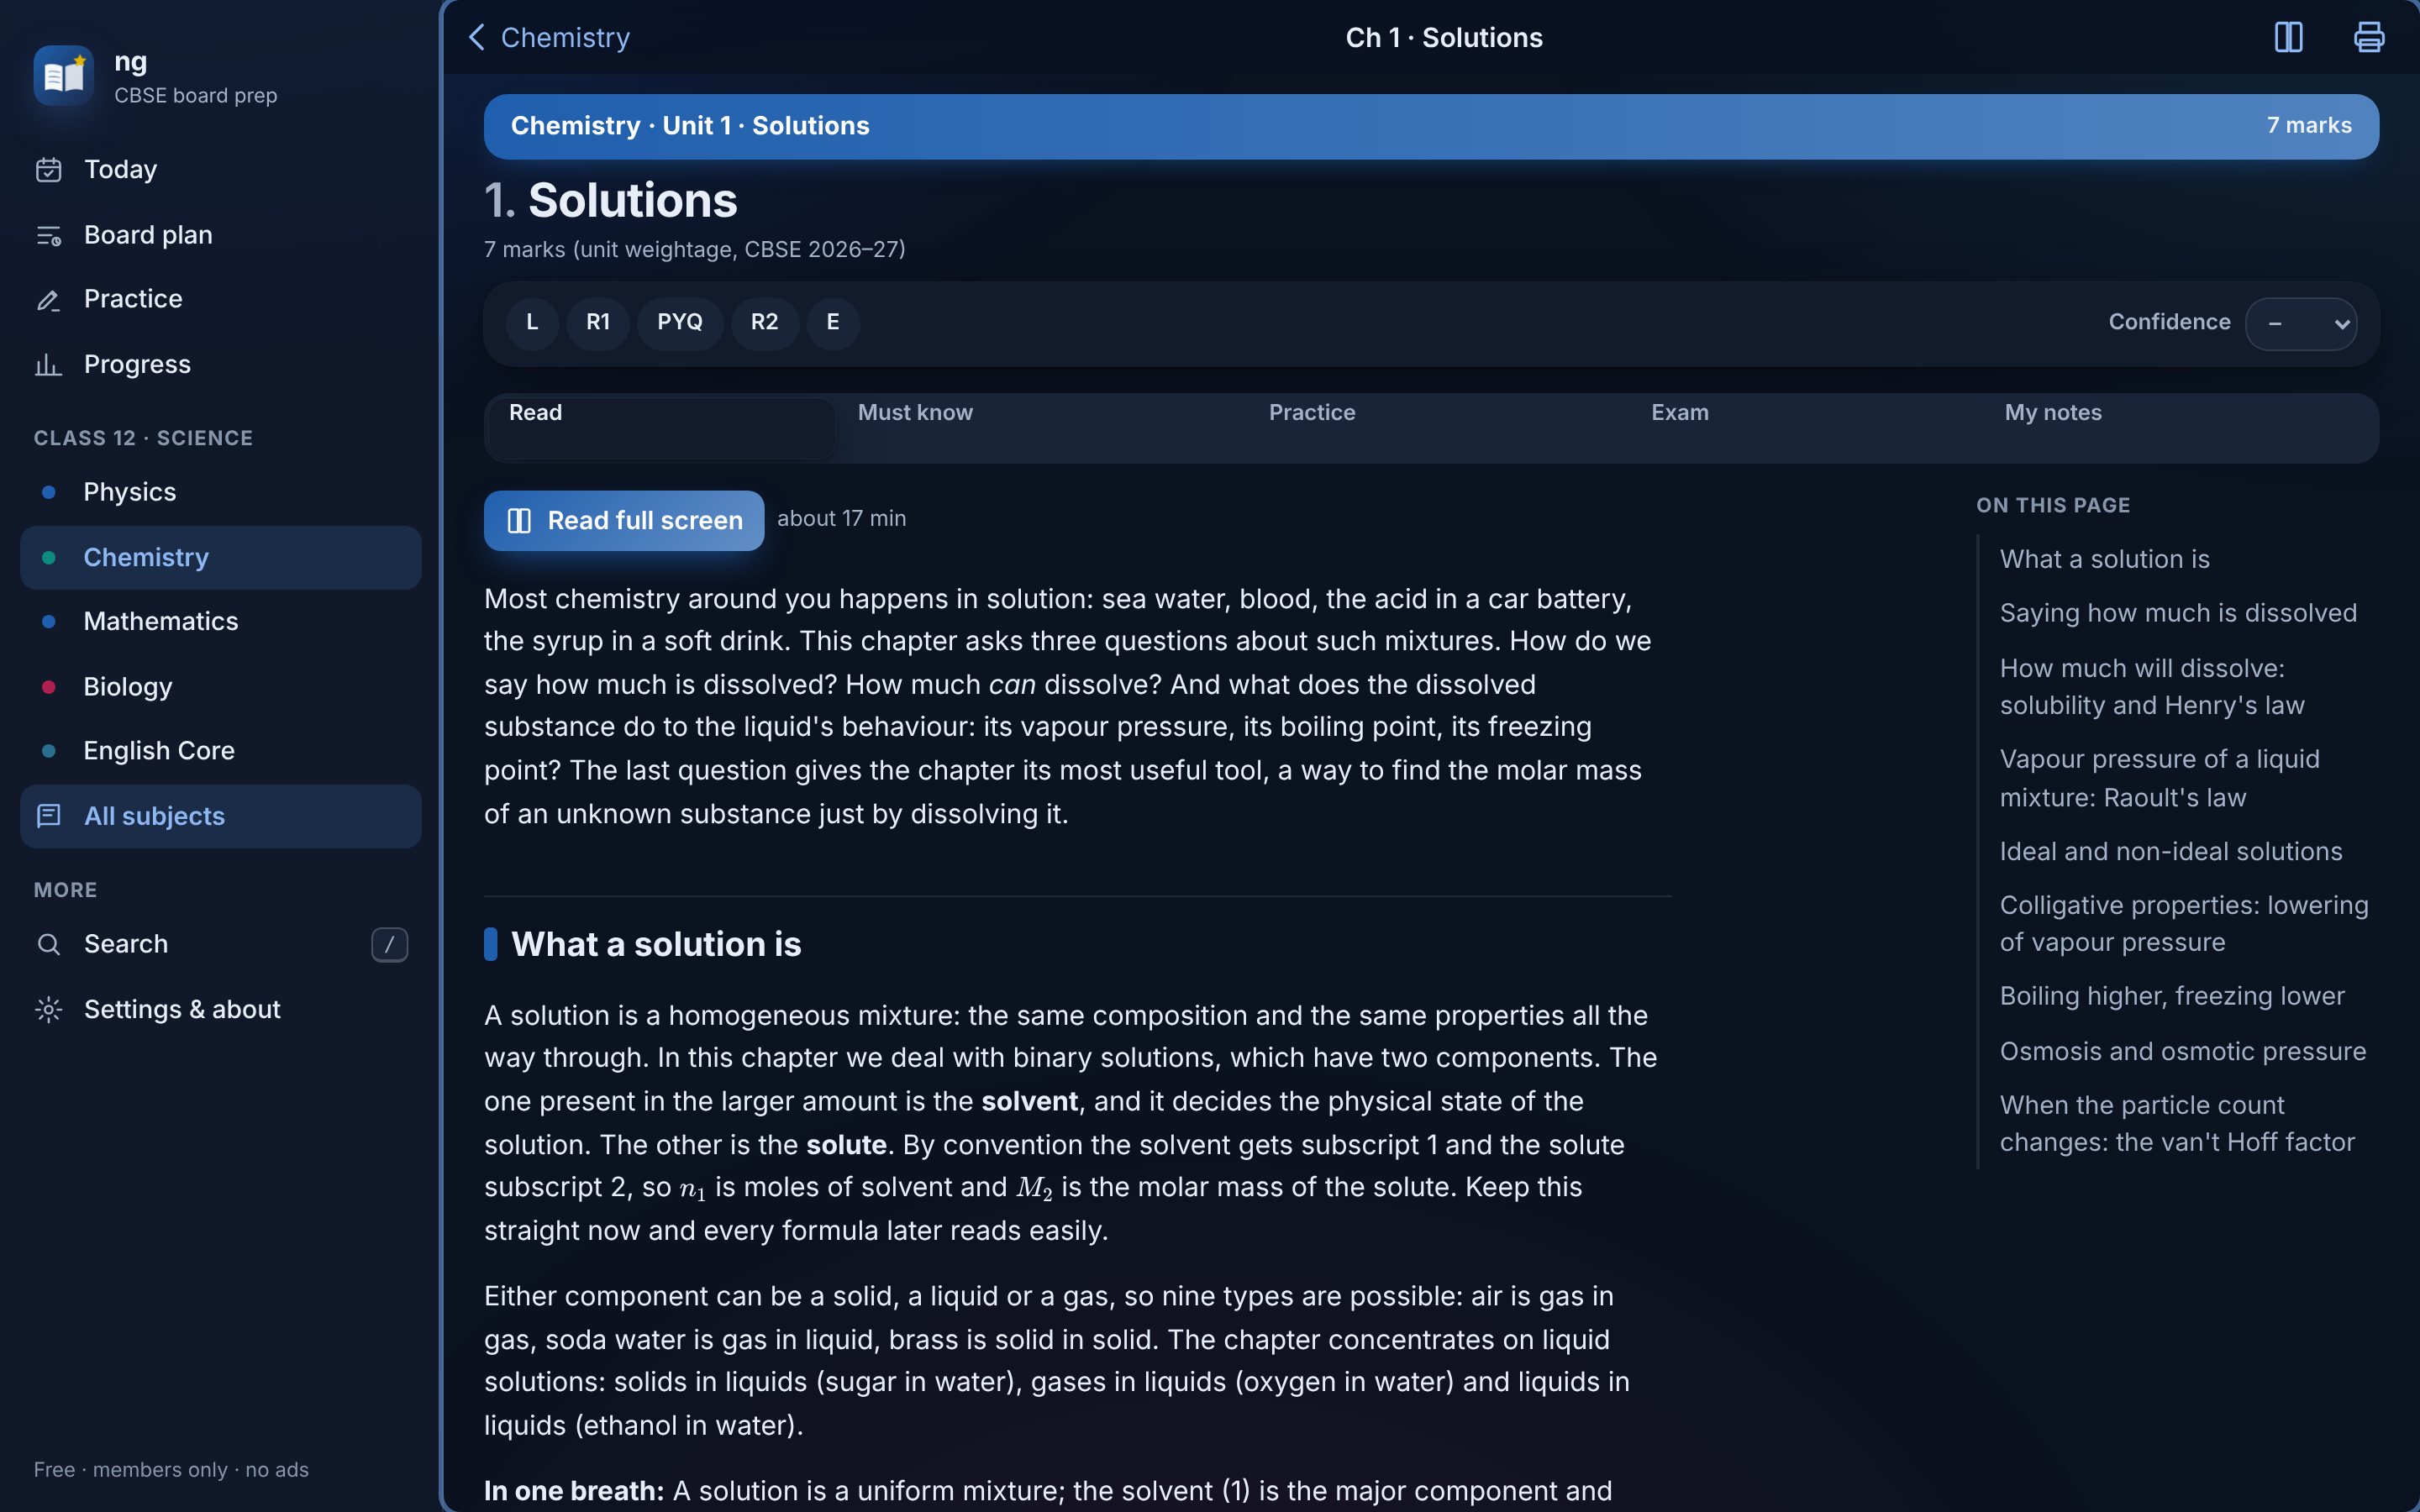 ng
CBSE board prep
Today
Board plan
Practice
Progress
CLASS 12 · SCIENCE
Physics
Chemistry
Mathematics
Biology
English Core
All subjects
MORE
Search
/
Settings & about
Free · members only · no ads
Chemistry
Ch 1 · Solutions
Chemistry · Unit 1 · Solutions
7 marks
1. Solutions
7 marks (unit weightage, CBSE 2026–27)
L
R1
PYQ
R2
E
Confidence
–
Read
Must know
Practice
Exam
My notes
Read full screen
about 17 min
Most chemistry around you happens in solution: sea water, blood, the acid in a car battery,
the syrup in a soft drink. This chapter asks three questions about such mixtures. How do we
say how much is dissolved? How much can dissolve? And what does the dissolved
substance do to the liquid's behaviour: its vapour pressure, its boiling point, its freezing
point? The last question gives the chapter its most useful tool, a way to find the molar mass
of an unknown substance just by dissolving it.
What a solution is
A solution is a homogeneous mixture: the same composition and the same properties all the
way through. In this chapter we deal with binary solutions, which have two components. The
one present in the larger amount is the solvent, and it decides the physical state of the
solution. The other is the solute. By convention the solvent gets subscript 1 and the solute
subscript 2, so n₁ is moles of solvent and M₂ is the molar mass of the solute. Keep this
straight now and every formula later reads easily.
Either component can be a solid, a liquid or a gas, so nine types are possible: air is gas in
gas, soda water is gas in liquid, brass is solid in solid. The chapter concentrates on liquid
solutions: solids in liquids (sugar in water), gases in liquids (oxygen in water) and liquids in
liquids (ethanol in water).
In one breath: A solution is a uniform mixture; the solvent (1) is the major component and
ON THIS PAGE
What a solution is
Saying how much is dissolved
How much will dissolve:
solubility and Henry's law
Vapour pressure of a liquid
mixture: Raoult's law
Ideal and non-ideal solutions
Colligative properties: lowering
of vapour pressure
Boiling higher, freezing lower
Osmosis and osmotic pressure
When the particle count
changes: the van't Hoff factor